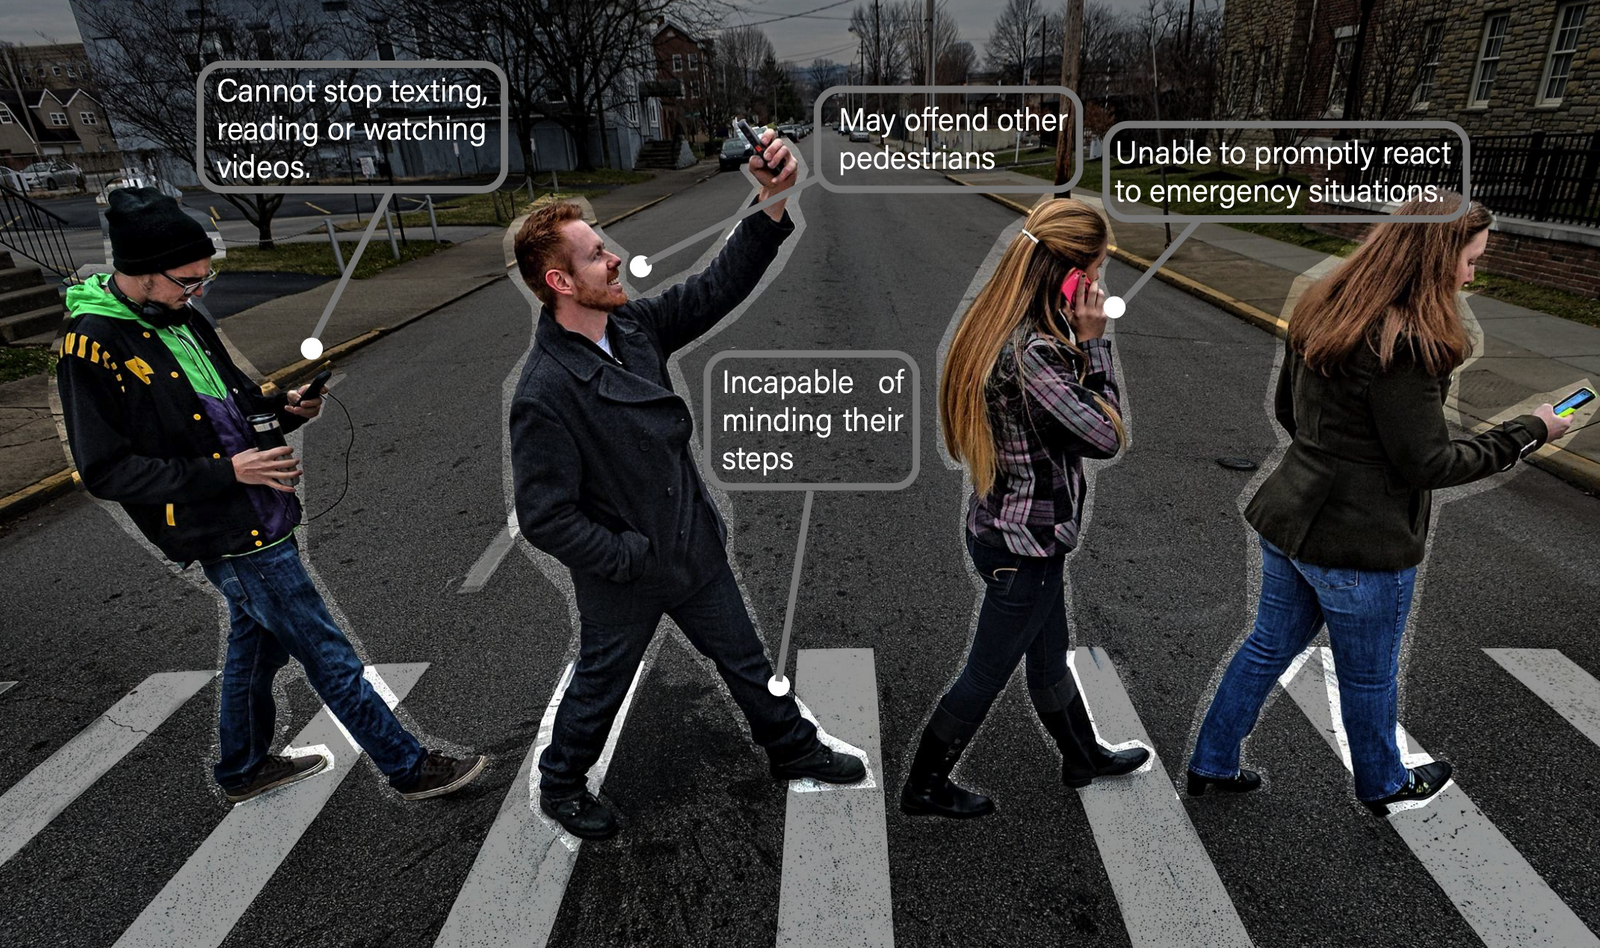 Cannot stop texting,
reading or watching
videos.
May offend other
pedestrians
Unable to promptly react
to emergency situations.
Incapable of
minding their
steps